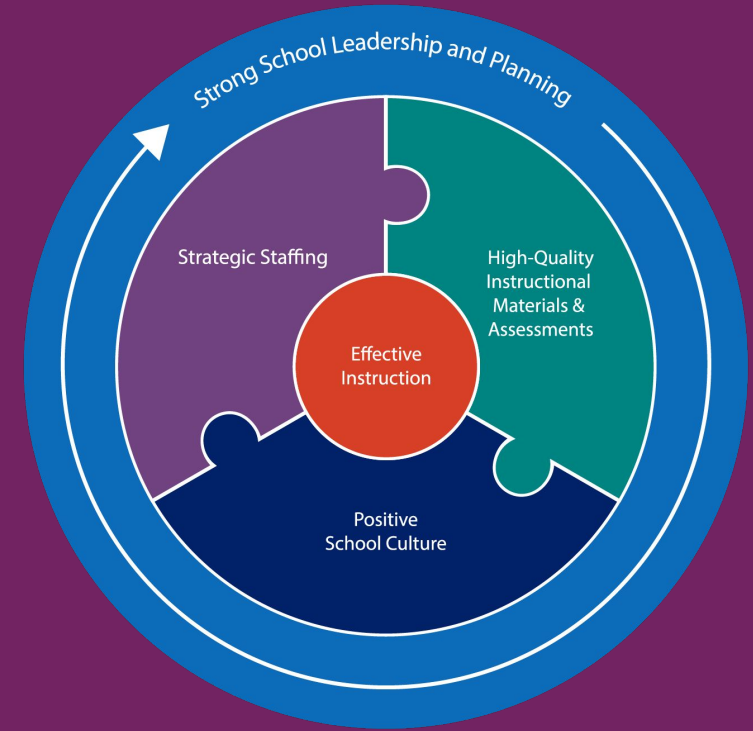 Strong School Leadership and Planning
Strategic Staffing
High-Quality
Instructional
Materials &
Assessments
Effective
Instruction
Positive
School Culture